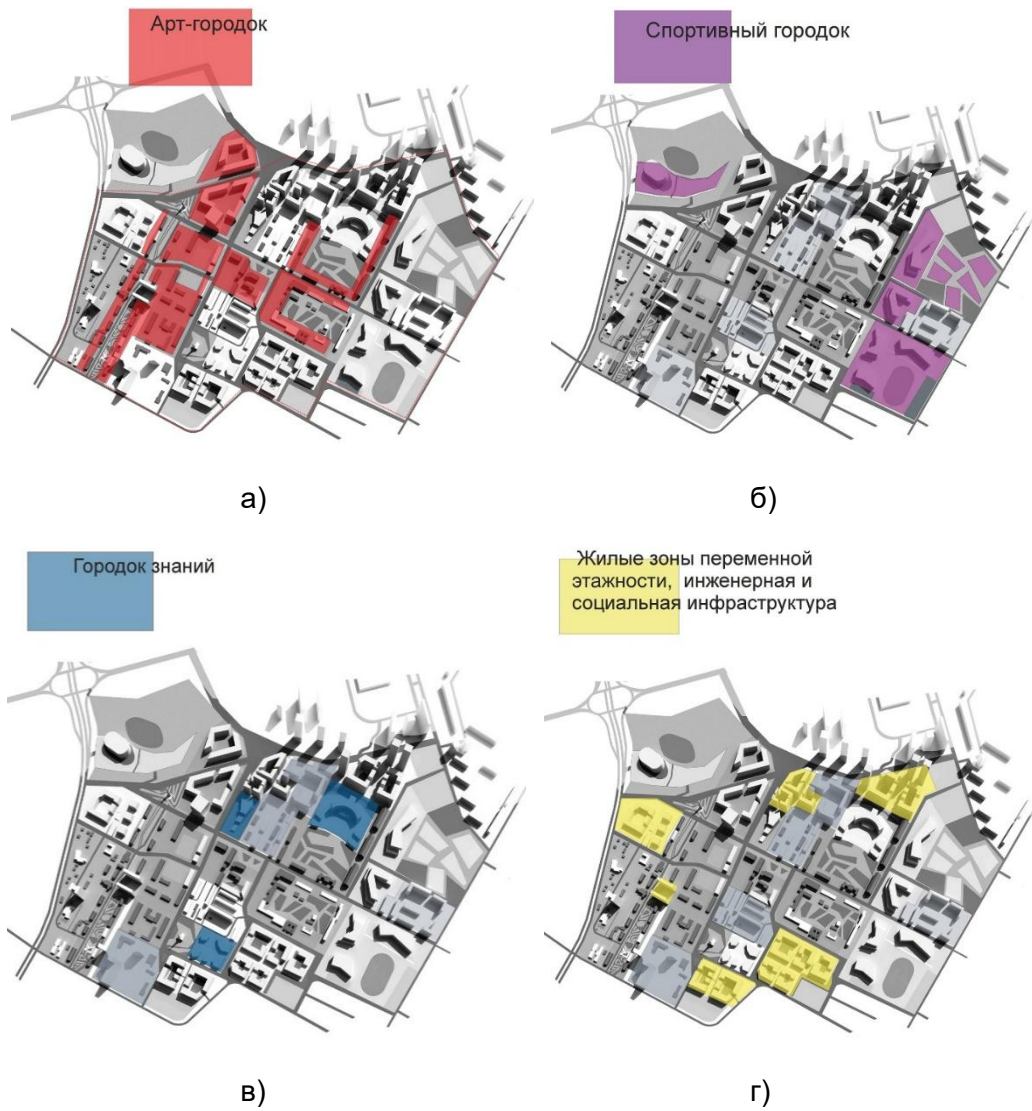 Арт-городок
Спортивный городок
а)
б)
Городок знаний
Жилые зоны переменной
этажности, инженерная и
социальная инфраструктура
в)
г)